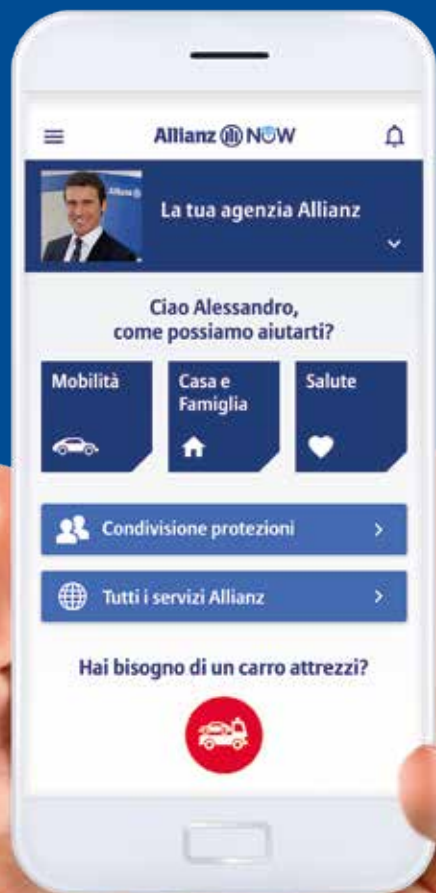 Allianz NOW
La tua agenzia Allianz
Ciao Alessandro,
come possiamo aiutarti?
Mobilità
Casa e
Famiglia
Salute
Condivisione protezioni
Tutti i servizi Allianz
Hai bisogno di un carro attrezzi?